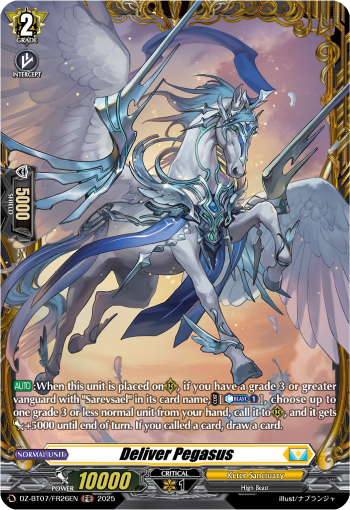 2
GRADE
INTERCEPT
5000
SHIELD
AUTO:When this unit is placed on R, if you have a grade 3 or greater
vanguard with "Sarevsael" in its card name, [COST [BLAST 1]], choose up to
one grade 3 or less normal unit from your hand, call it to R, and it gets
+5000 until end of turn. If you called a card, draw a card.
NORMAL UNIT
Deliver Pegasus
POWER 10000
CRITICAL
1
Keter Sanctuary
High Beast
DZ-BT07/FR26EN FR 2025
illust/ナブランジャ